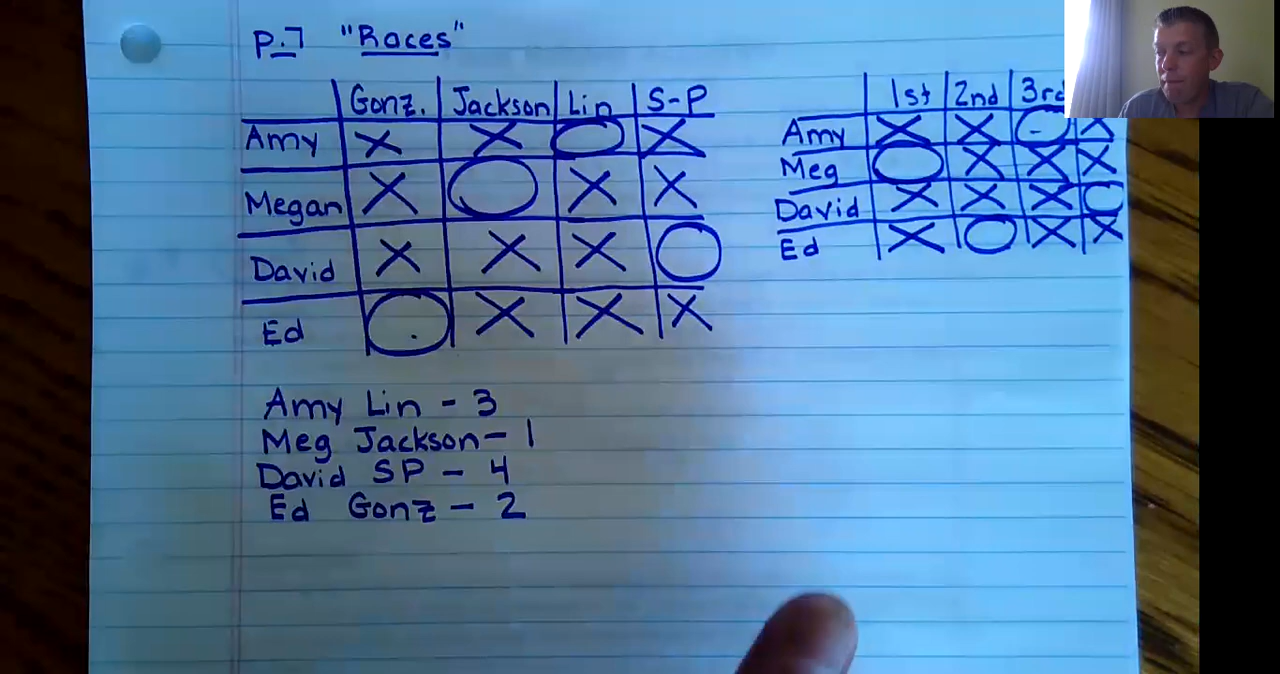 P.7 "Races"
Gonz. Jackson Lin S-P
Amy X X O X
Megan X O X X
David X X X O
Ed O X X X
1st 2nd 3rd
Amy X X O X
Meg O X X X
David X X X O
Ed X O X X
Amy Lin - 3
Meg Jackson - 1
David SP - 4
Ed Gonz - 2